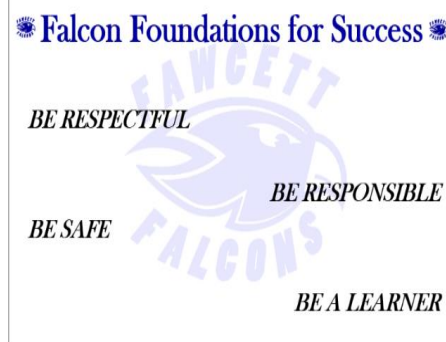 Falcon Foundations for Success
FAWCETT
BE RESPECTFUL
BE RESPONSIBLE
BE SAFE
FALCONS
BE A LEARNER